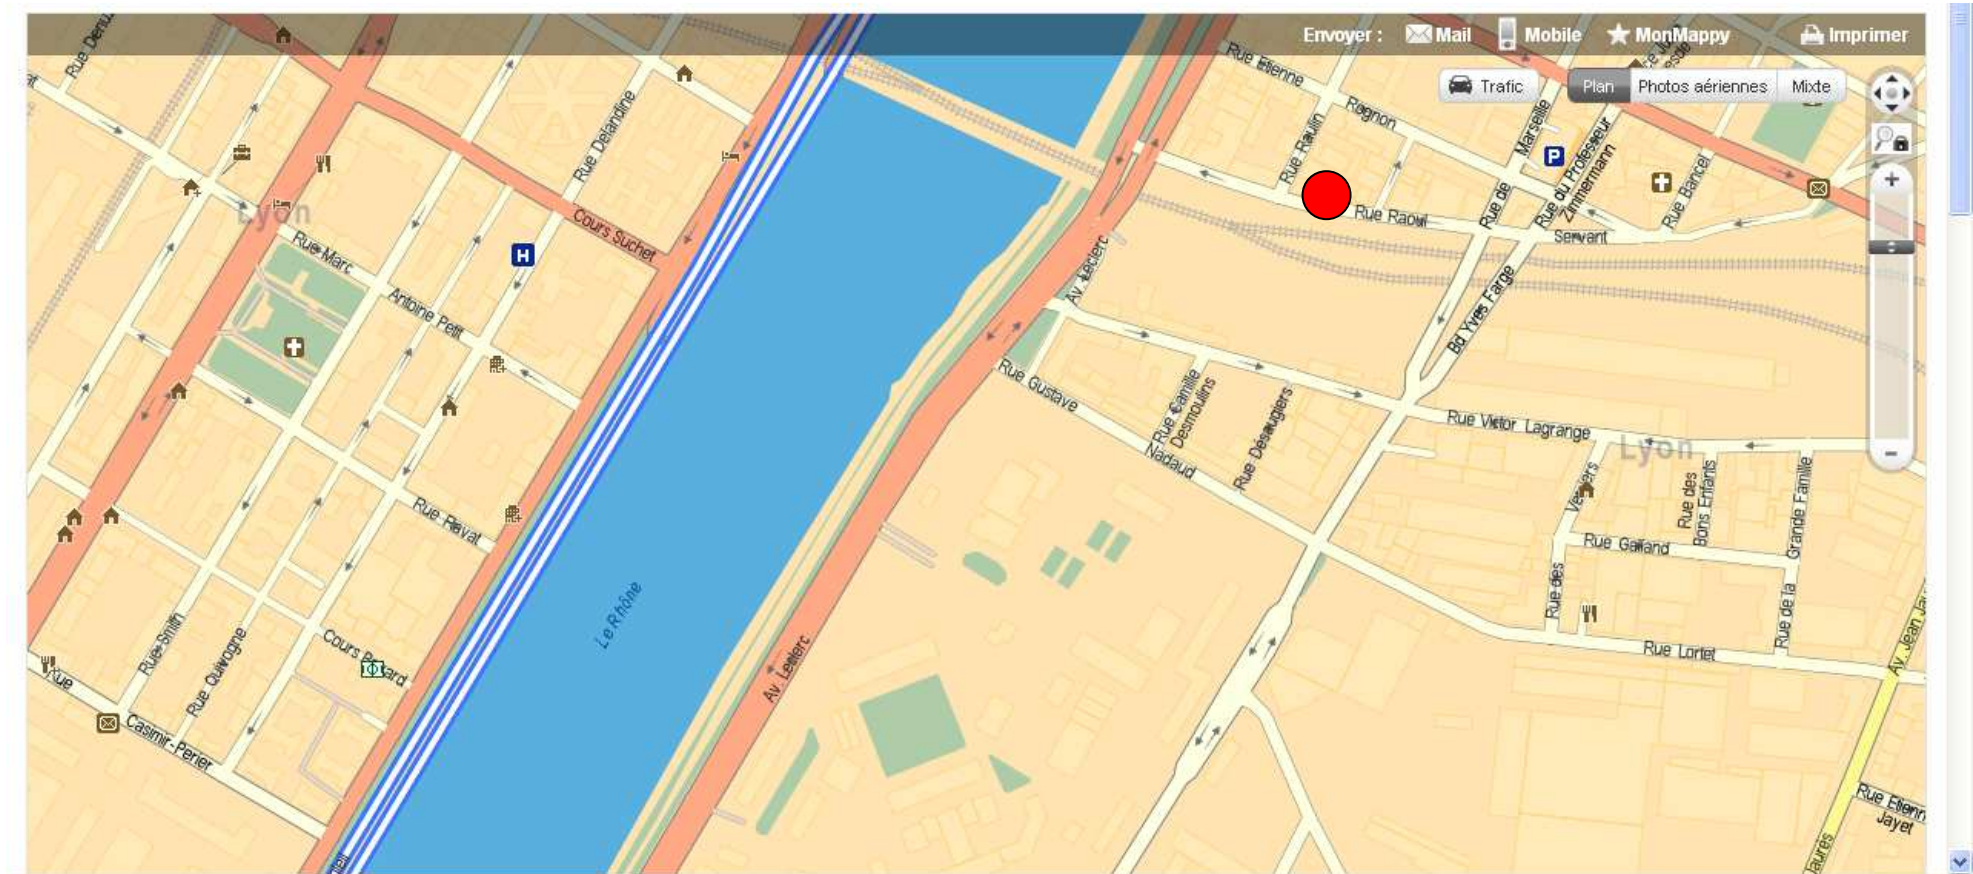 Envoyer : Mail Mobile MonMappy Imprimer
Trafic
Plan Photos aériennes Mixte
Rue Etienne
Rognon
Rue Raulin
Rue Raoul
Servant
Rue de
Marseille
Rue du Professeur
Zimmermann
Rue Bancel
P
Rue Delandine
Cours Suchet
Lyon
Rue Marc
Antoine Petit
H
Av. Leclerc
Bd Yves Farge
Rue Gustave
Nadaud
Rue Camille
Desmoulins
Rue Désaugiers
Rue Victor Lagrange
Lyon
Rue des
Verriers
Rue des
Bons Enfants
Rue de la
Grande Famille
Rue Galland
Rue Lortet
Rue Ravat
Le Rhône
Av. Leclerc
Rue Smith
Rue Quivogne
Rue
Casimir-Perier
Av. Jean
Jaurès
Jayet